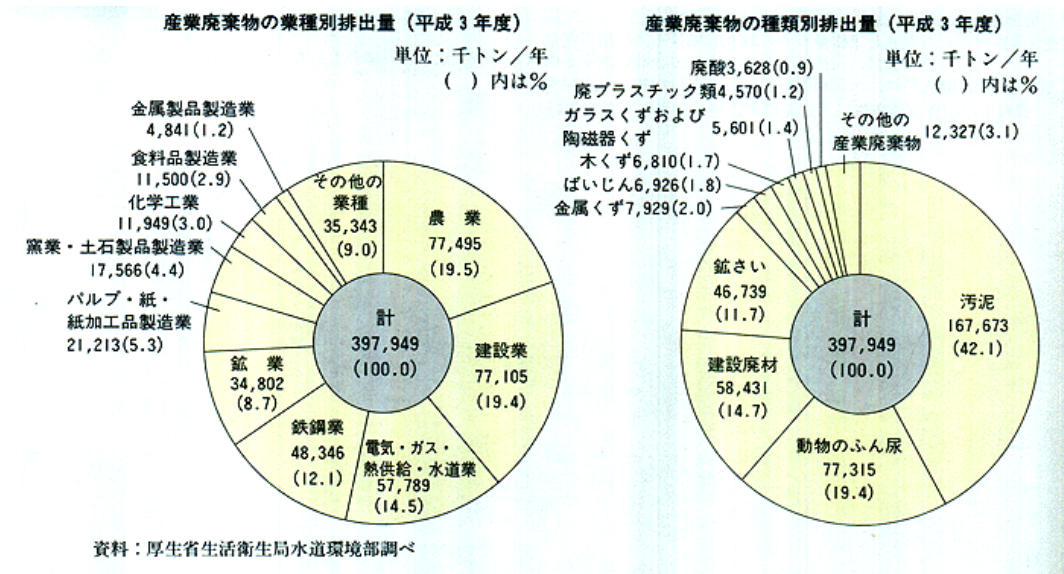 産業廃棄物の業種別排出量（平成３年度）
単位：千トン／年
(　) 内は％
金属製品製造業
4,841(1.2)
食料品製造業
11,500(2.9)
化学工業
11,949(3.0)
窯業・土石製品製造業
17,566(4.4)
パルプ・紙・
紙加工品製造業
21,213(5.3)
鉱　業
34,802
(8.7)
鉄鋼業
48,346
(12.1)
電気・ガス・
熱供給・水道業
57,789
(14.5)
建設業
77,105
(19.4)
農　業
77,495
(19.5)
その他の
業種
35,343
(9.0)
計
397,949
(100.0)
資料：厚生省生活衛生局水道環境部調べ
産業廃棄物の種類別排出量（平成３年度）
単位：千トン／年
(　) 内は％
廃酸3,628(0.9)
廃プラスチック類4,570(1.2)
ガラスくずおよび
陶磁器くず
5,601(1.4)
木くず6,810(1.7)
ばいじん6,926(1.8)
金属くず7,929(2.0)
その他の
産業廃棄物
12,327(3.1)
鉱さい
46,739
(11.7)
建設廃材
58,431
(14.7)
動物のふん尿
77,315
(19.4)
汚泥
167,673
(42.1)
計
397,949
(100.0)